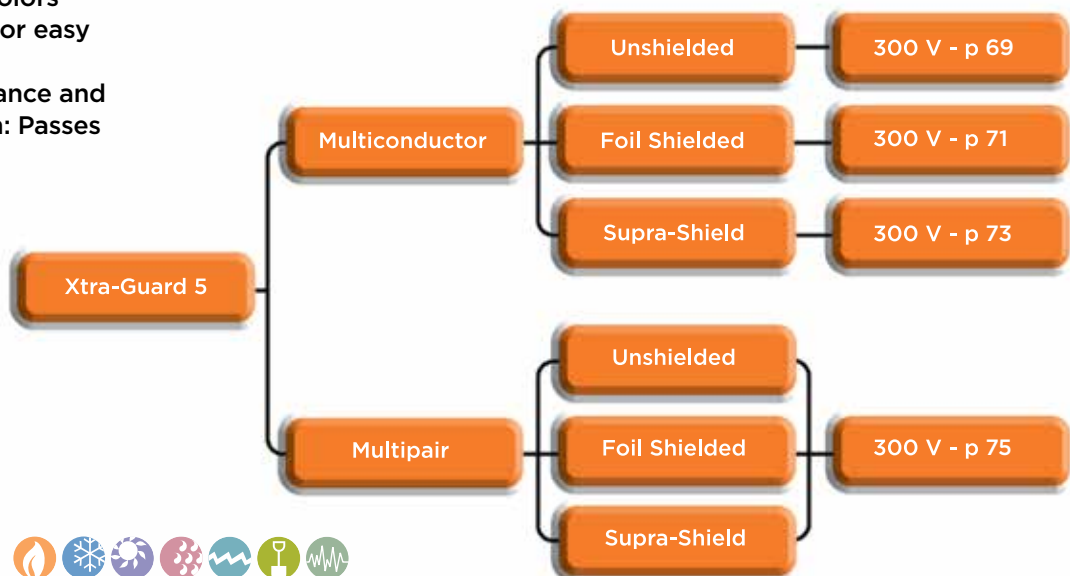 or easy
ance and
: Passes
Xtra-Guard 5
Multiconductor
Unshielded
300 V - p 69
Foil Shielded
300 V - p 71
Supra-Shield
300 V - p 73
Multipair
Unshielded
Foil Shielded
Supra-Shield
300 V - p 75